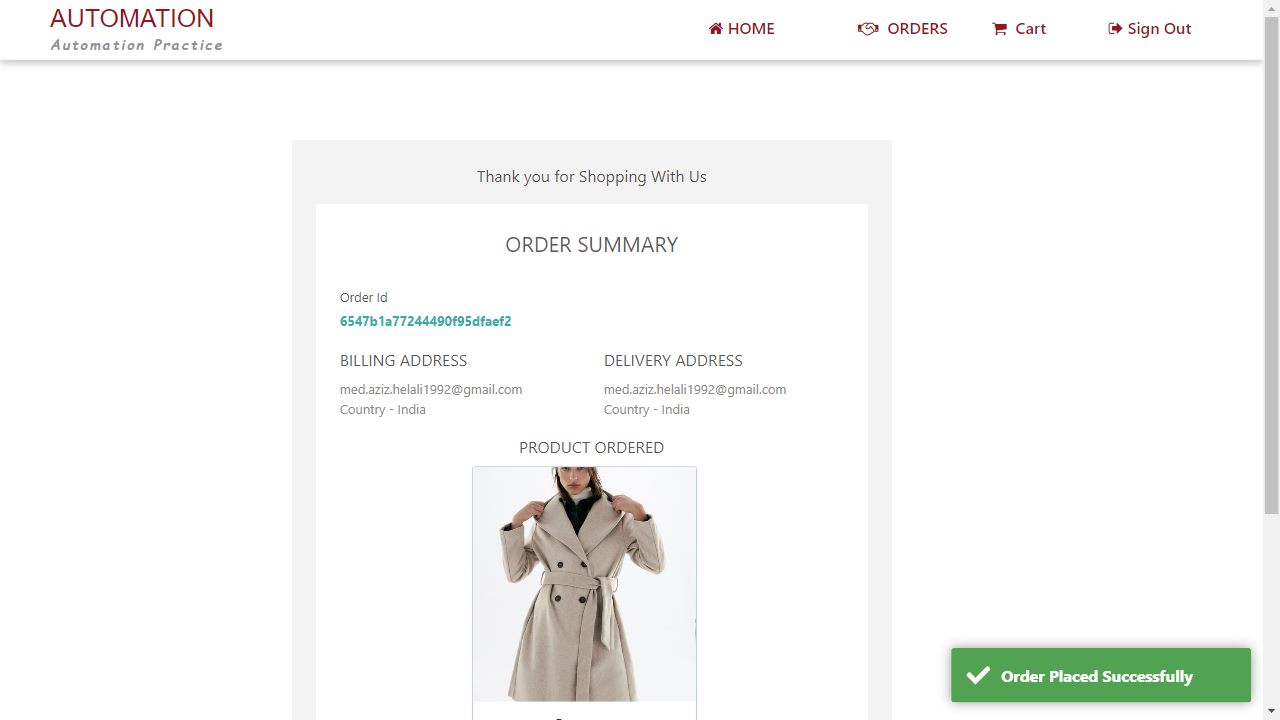 AUTOMATION
Automation Practice
HOME
ORDERS
Cart
Sign Out
Thank you for Shopping With Us
ORDER SUMMARY
Order Id
6547b1a77244490f95dfaef2
BILLING ADDRESS
DELIVERY ADDRESS
med.aziz.helali1992@gmail.com
med.aziz.helali1992@gmail.com
Country - India
Country - India
PRODUCT ORDERED
Order Placed Successfully